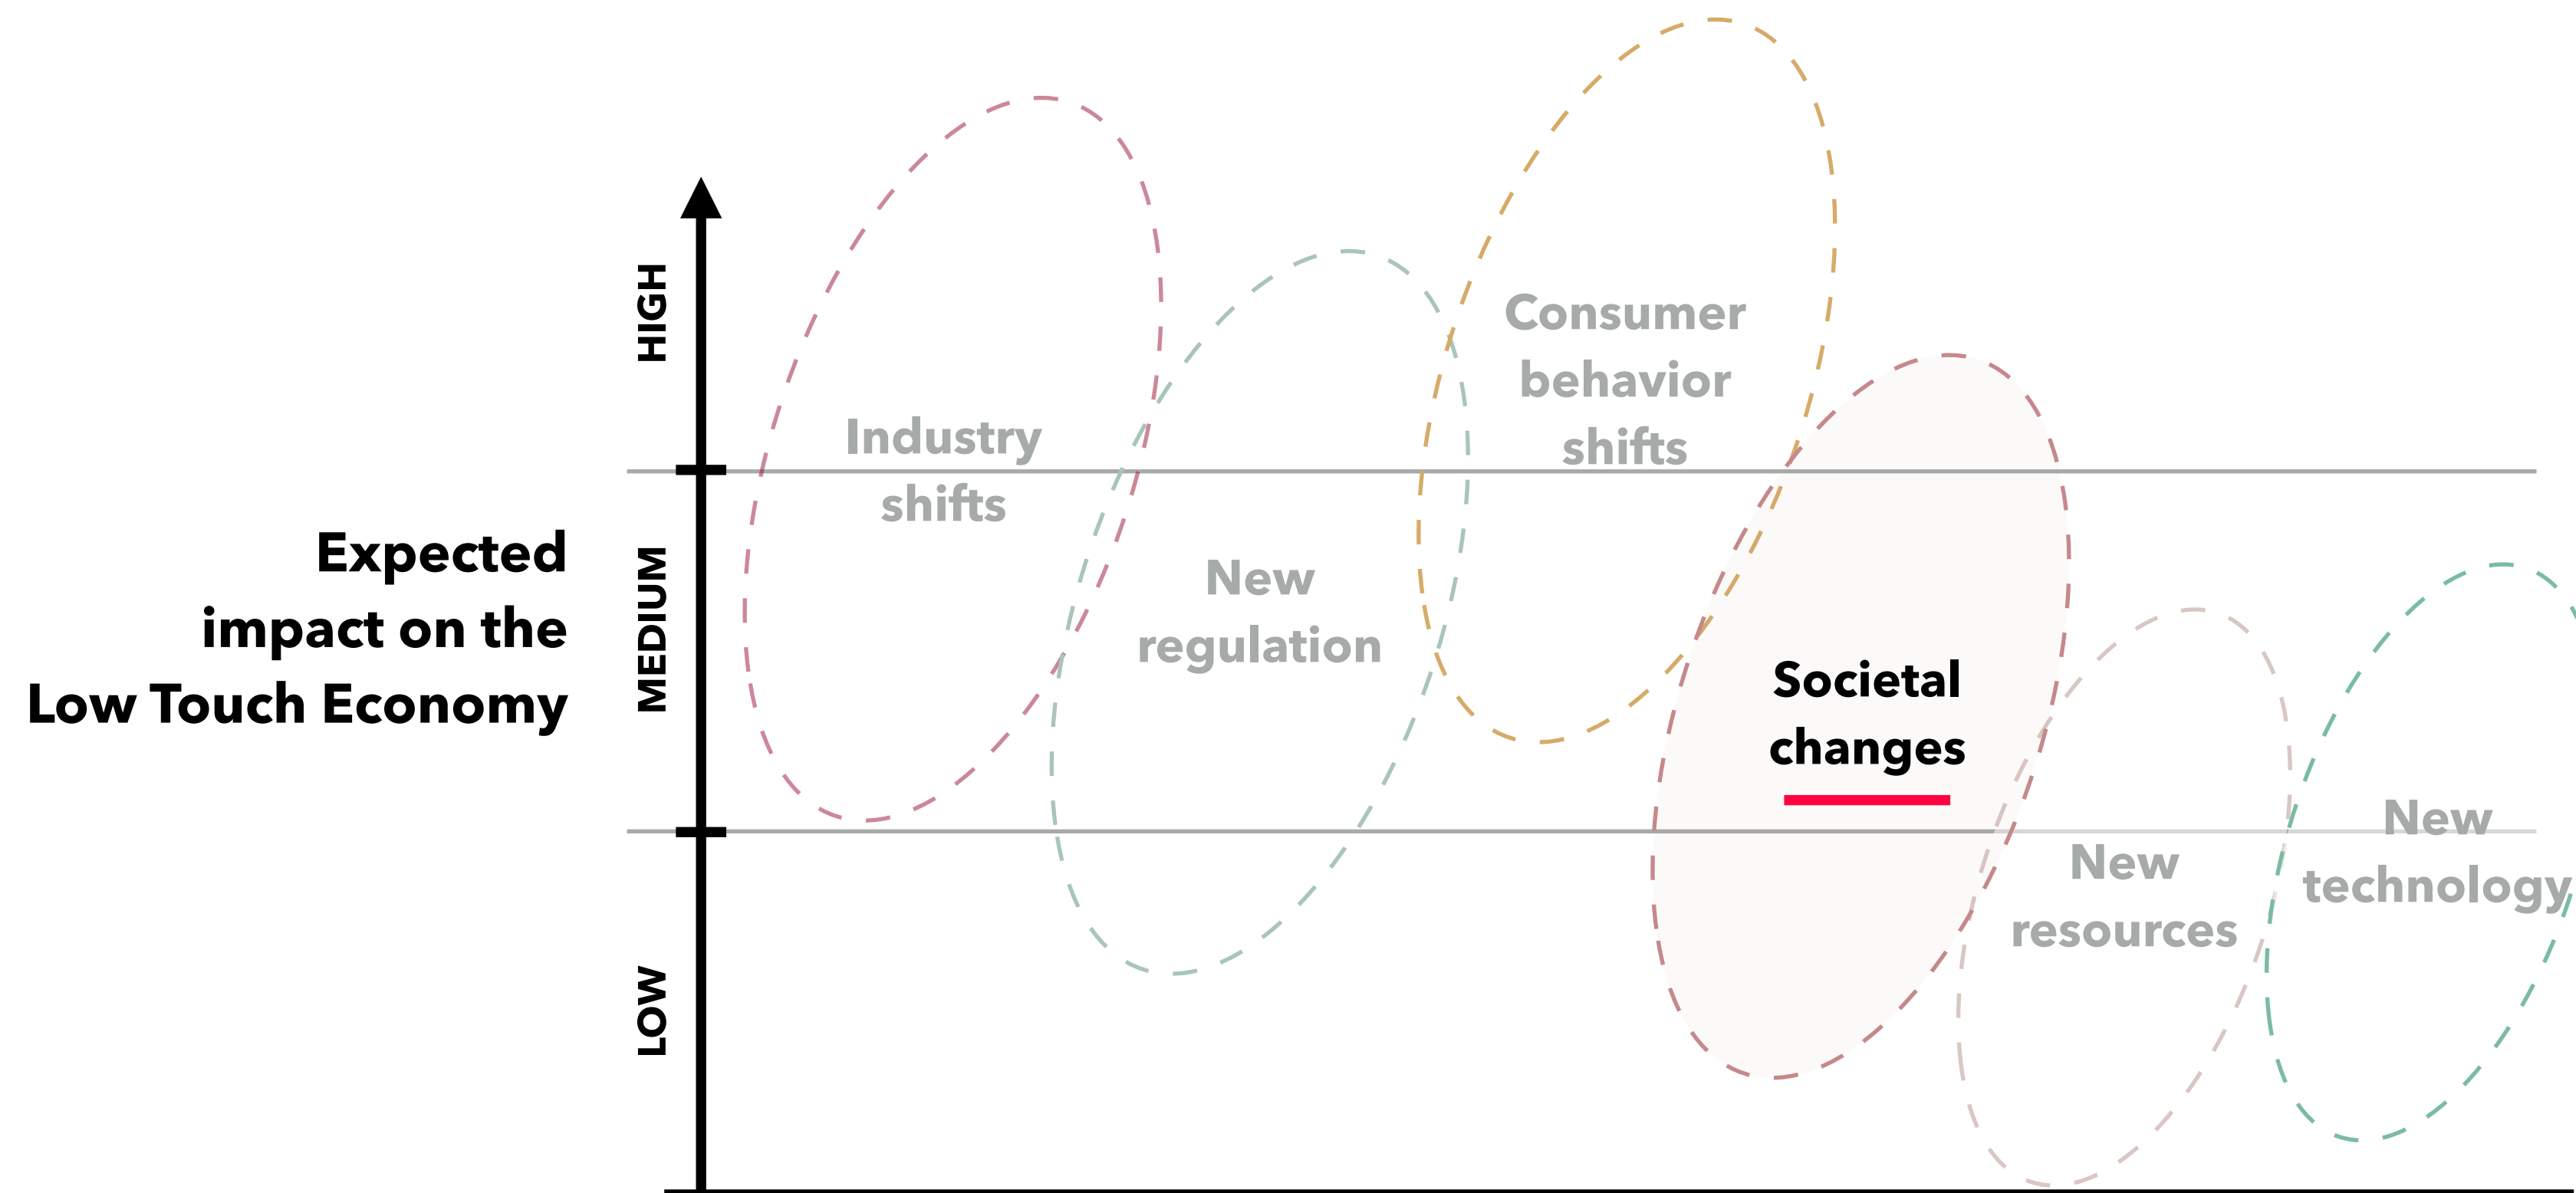 Expected
impact on the
Low Touch Economy
HIGH
MEDIUM
LOW
Industry
shifts
New
regulation
Consumer
behavior
shifts
Societal
changes
New
resources
New
technology